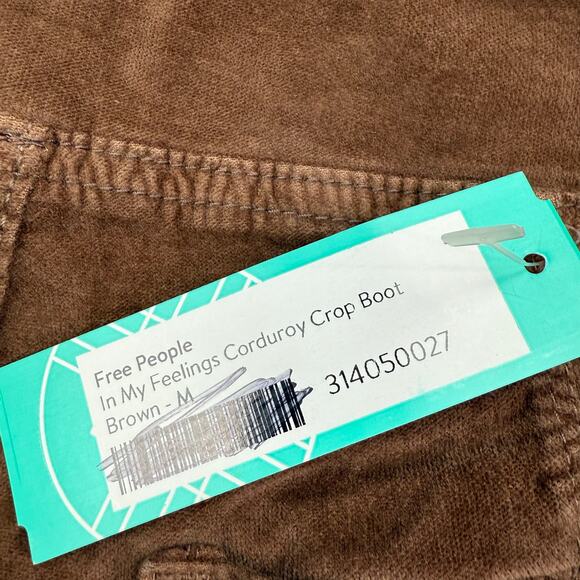 Free People
In My Feelings Corduroy Crop Boot
Brown - M
314050027